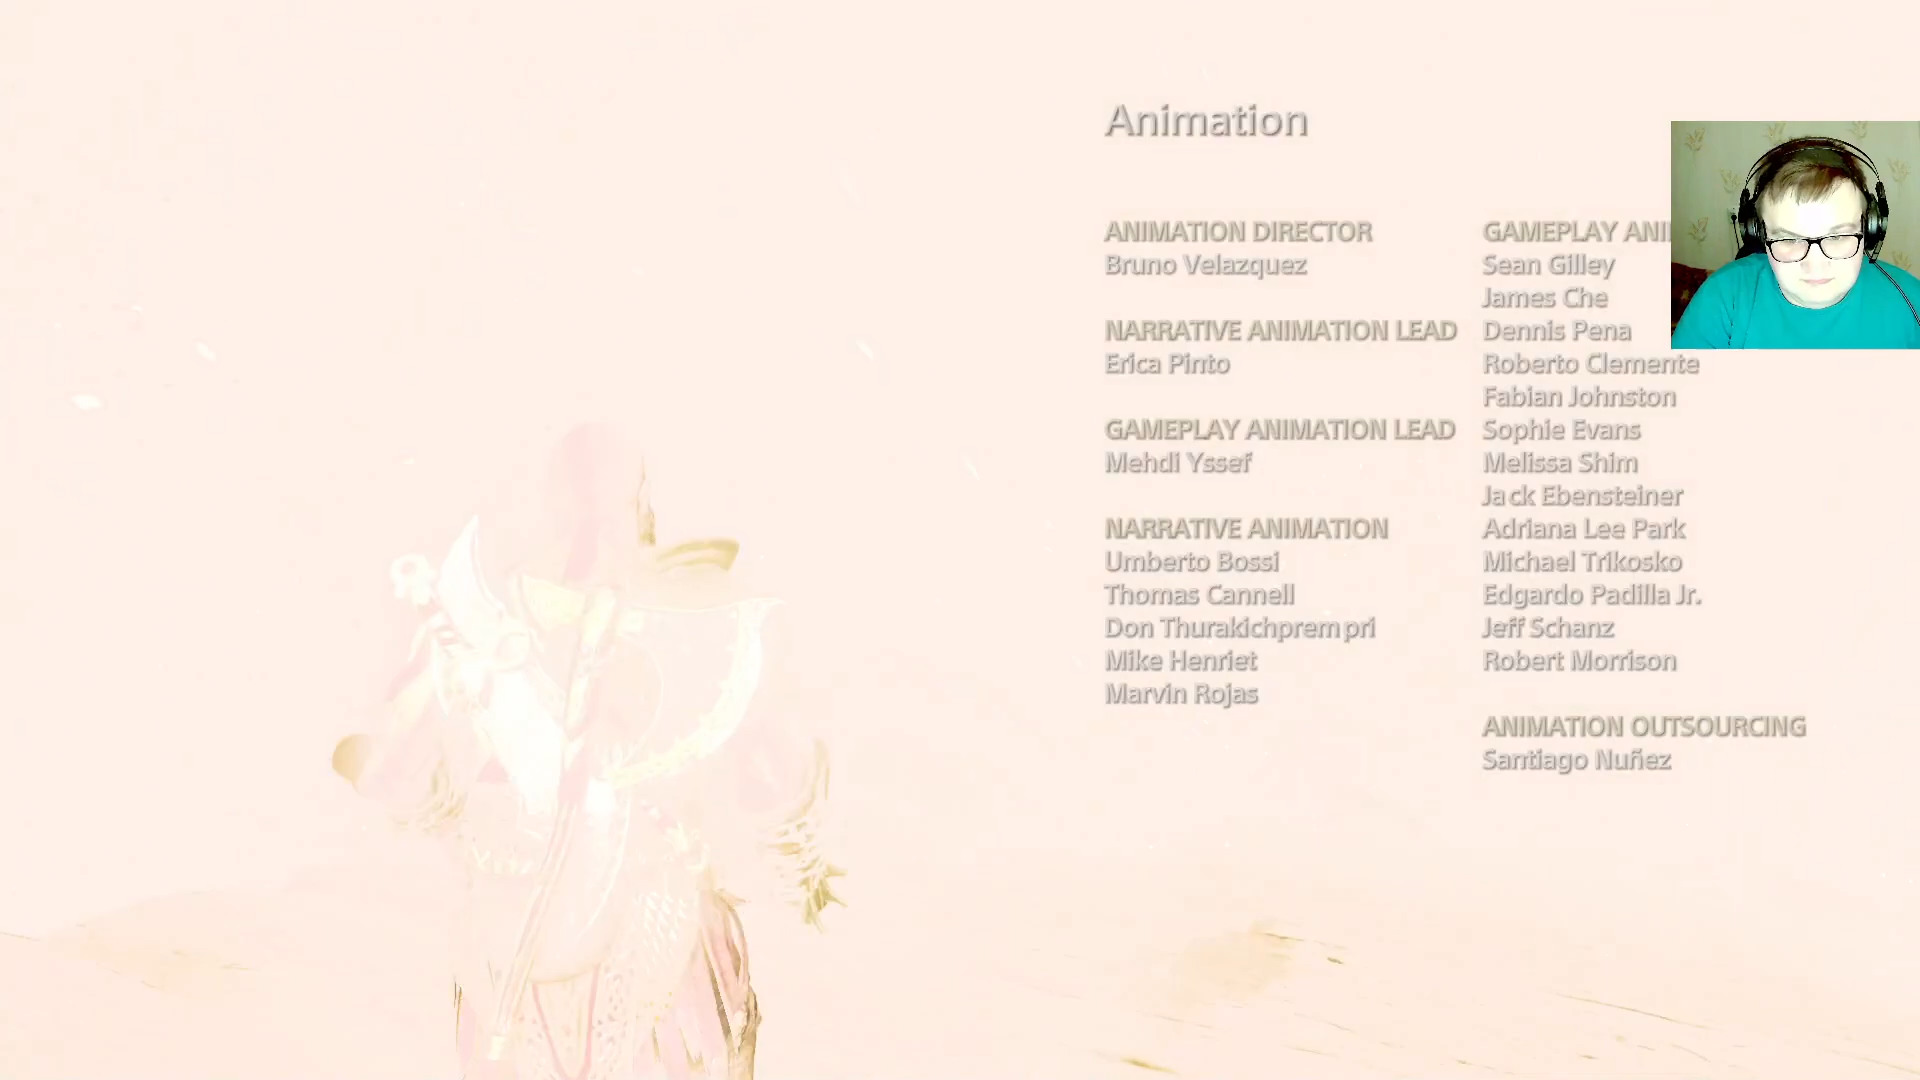 Animation
ANIMATION DIRECTOR
Bruno Velazquez
NARRATIVE ANIMATION LEAD
Erica Pinto
GAMEPLAY ANIMATION LEAD
Mehdi Yssef
NARRATIVE ANIMATION
Umberto Bossi
Thomas Cannell
Don Thurakichprempri
Mike Henriet
Marvin Rojas
GAMEPLAY
Sean Gilley
James Che
Dennis Pena
Roberto Clemente
Fabian Johnston
Sophie Evans
Melissa Shim
Jack Ebensteiner
Adriana Lee Park
Michael Trikosko
Edgardo Padilla Jr.
Jeff Schanz
Robert Morrison
ANIMATION OUTSOURCING
Santiago Nuñez